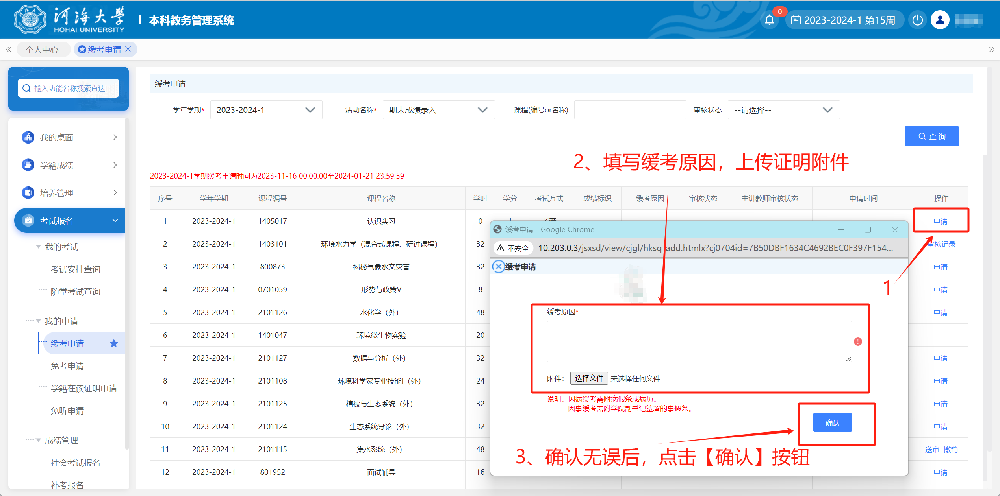 河海大学
HOHAI UNIVERSITY
本科教务管理系统
0
2023-2024-1 第15周
个人中心
缓考申请
输入功能名称搜索直达
我的桌面
学籍成绩
培养管理
考试报名
我的考试
考试安排查询
随堂考试查询
我的申请
缓考申请
免考申请
学籍在读证明申请
免听申请
成绩管理
社会考试报名
补考报名
缓考申请
学年学期* 2023-2024-1 活动名称* 期末成绩录入 课程(编号or名称) 审核状态 --请选择--
查 询
2、填写缓考原因，上传证明附件
2023-2024-1学期缓考申请时间为2023-11-16 00:00:00至2024-01-21 23:59:59
序号 学年学期 课程编号 课程名称 学时 学分 考试方式 成绩标识 缓考原因 审核状态 主讲教师审核状态 申请时间 操作
1 2023-2024-1 1405017 认识实习 0 1 考查 申请
2 2023-2024-1 1403101 环境水力学（混合式课程、研讨课程） 32 审核记录
3 2023-2024-1 800873 揭秘气象水文灾害 32 申请
4 2023-2024-1 0701059 形势与政策V 8 申请
5 2023-2024-1 2101126 水化学（外） 48 申请
6 2023-2024-1 1401047 环境微生物实验 20
7 2023-2024-1 2101127 数据与分析（外） 32 申请
8 2023-2024-1 2101108 环境科学家专业技能I（外） 24 申请
9 2023-2024-1 2101125 植被与生态系统（外） 32 申请
10 2023-2024-1 2101124 生态系统导论（外） 32 申请
11 2023-2024-1 2101115 集水系统（外） 48 送审 撤销
12 2023-2024-1 801952 面试辅导 16 申请
1
缓考申请 - Google Chrome
不安全 10.203.0.3/jsxsd/view/cjgl/hksq_add.htmlx?cj0704id=7B50DBF1634C4692BEC0F397F154...
缓考申请
缓考原因*
附件： 选择文件 未选择任何文件
说明：因病缓考需附病假条或病历。
因事缓考需附学院副书记签署的事假条。
确认
3、确认无误后，点击【确认】按钮